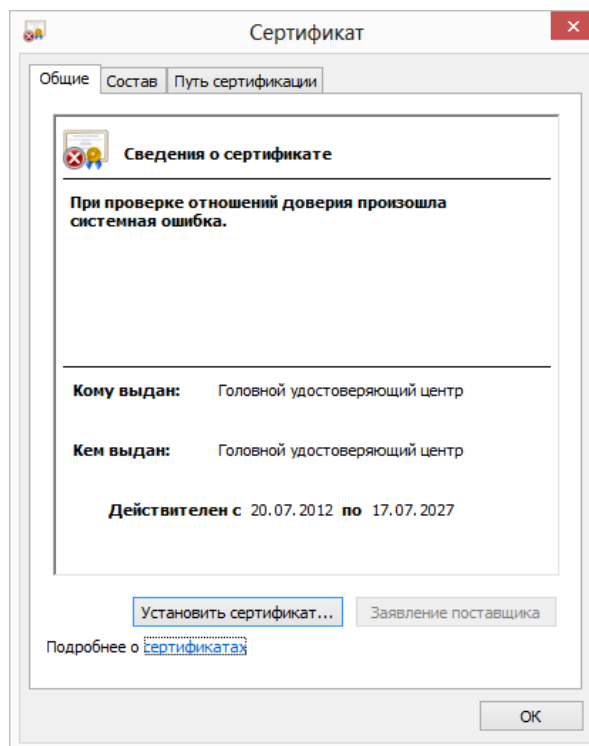 Сертификат
Общие Состав Путь сертификации
Сведения о сертификате
При проверке отношений доверия произошла
системная ошибка.
Кому выдан: Головной удостоверяющий центр
Кем выдан: Головной удостоверяющий центр
Действителен с 20.07.2012 по 17.07.2027
Установить сертификат... Заявление поставщика
Подробнее о сертификатах
ОК